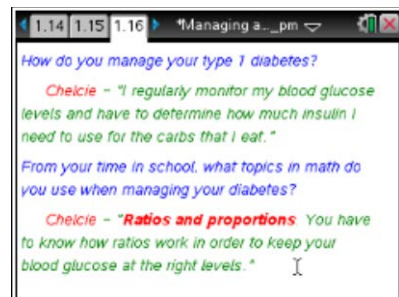 1.14 1.15 1.16 *Managing a..._pm
How do you manage your type 1 diabetes?
Chelcie - "I regularly monitor my blood glucose
levels and have to determine how much insulin I
need to use for the carbs that I eat."
From your time in school, what topics in math do
you use when managing your diabetes?
Chelcie - "Ratios and proportions. You have
to know how ratios work in order to keep your
blood glucose at the right levels."